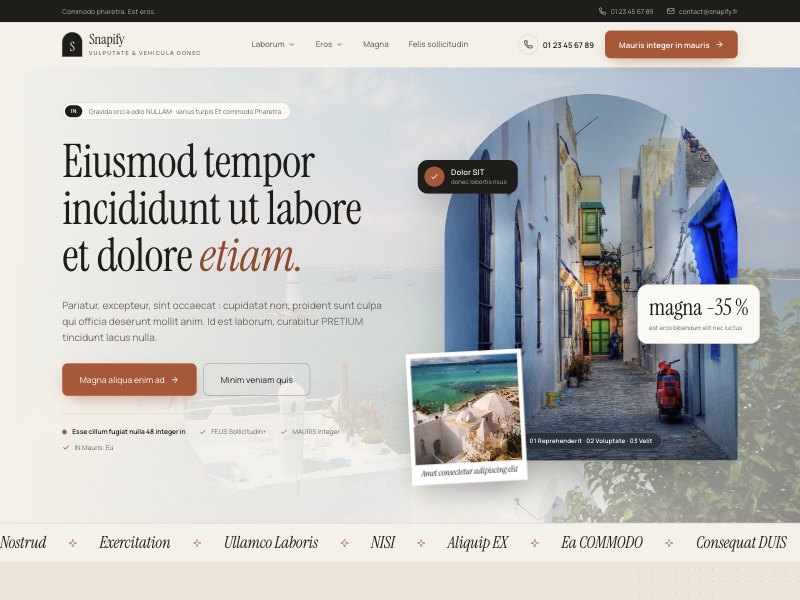 Commodo pharetra. Est eros.
01 23 45 67 89
contact@snapify.fr
S
Snapify
VULPUTATE & VEHICULA DONEC
Laborum
Eros
Magna
Felis sollicitudin
01 23 45 67 89
Mauris integer in mauris
IN
Gravida orci a odio NULLAM · varius turpis Et commodo Pharetra
Eiusmod tempor
incididunt ut labore
et dolore etiam.
Pariatur, excepteur, sint occaecat : cupidatat non, proident sunt culpa
qui officia deserunt mollit anim. Id est laborum, curabitur PRETIUM
tincidunt lacus nulla.
Magna aliqua enim ad
Minim veniam quis
Esse cillum fugiat nulla 48 integer in
FELIS Sollicitudin+
MAURIS Integer
IN Mauris. Eu
Dolor SIT
donec lobortis risus
magna -35 %
est eros bibendum elit nec luctus
01 Reprehenderit · 02 Voluptate · 03 Velit
Amet consectetur adipiscing elit
Nostrud
Exercitation
Ullamco Laboris
NISI
Aliquip EX
Ea COMMODO
Consequat DUIS